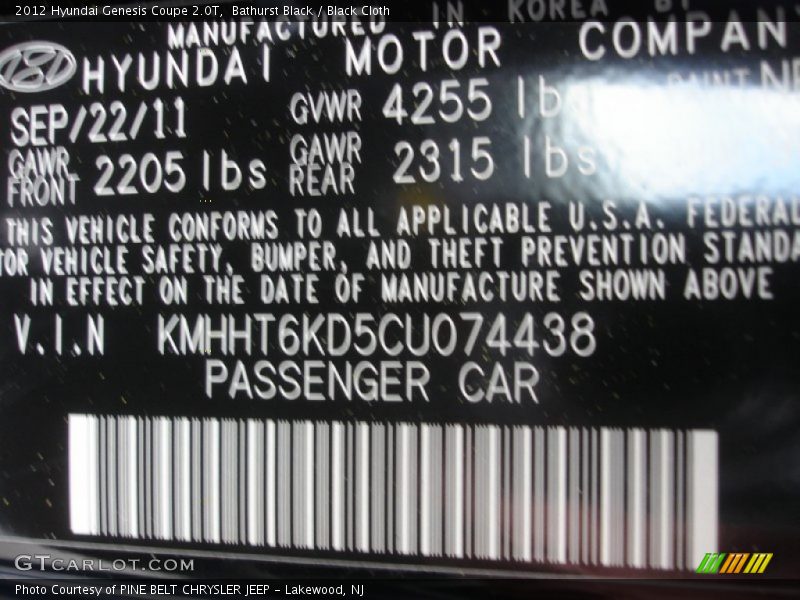 2012 Hyundai Genesis Coupe 2.0T, Bathurst Black / Black Cloth
MANUFACTURED IN KOREA BY
HYUNDAI MOTOR COMPAN
SEP/22/11 GVWR 4255 lb
GAWR FRONT 2205 lbs GAWR REAR 2315 lbs
THIS VEHICLE CONFORMS TO ALL APPLICABLE U.S.A. FEDERAL
TOR VEHICLE SAFETY, BUMPER, AND THEFT PREVENTION STANDA
IN EFFECT ON THE DATE OF MANUFACTURE SHOWN ABOVE
V.I.N KMHHT6KD5CU074438
PASSENGER CAR
GTCARLOT.COM
Photo Courtesy of PINE BELT CHRYSLER JEEP - Lakewood, NJ